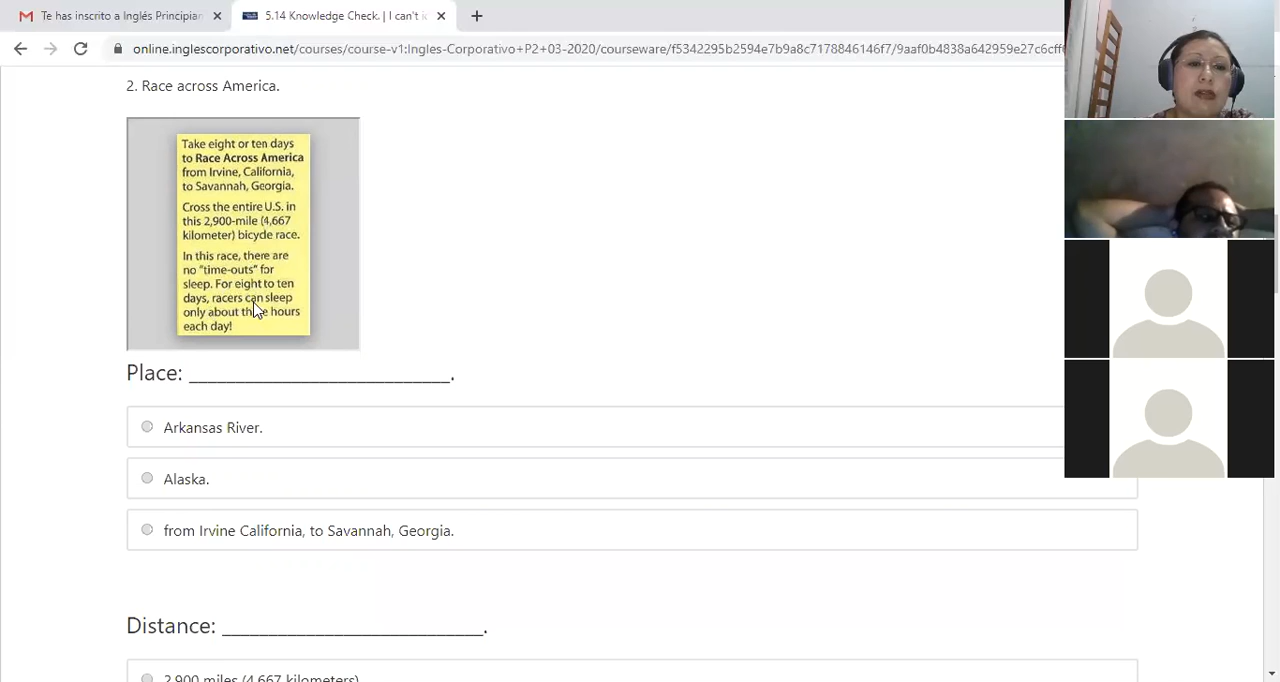 Te has inscrito a Inglés Principian
5.14 Knowledge Check. | I can't is
online.inglescorporativo.net/courses/course-v1:Ingles-Corporativo+P2+03-2020/courseware/f5342295b2594e7b9a8c7178846146f7/9aaf0b4838a642959e27c6cff6
2. Race across America.
Take eight or ten days
to Race Across America
from Irvine, California,
to Savannah, Georgia.
Cross the entire U.S. in
this 2,900-mile (4,667
kilometer) bicycle race.
In this race, there are
no "time-outs" for
sleep. For eight to ten
days, racers can sleep
only about three hours
each day!
Place: ____________________________.
Arkansas River.
Alaska.
from Irvine California, to Savannah, Georgia.
Distance: ____________________________.
2,900 miles (4,667 kilometers)